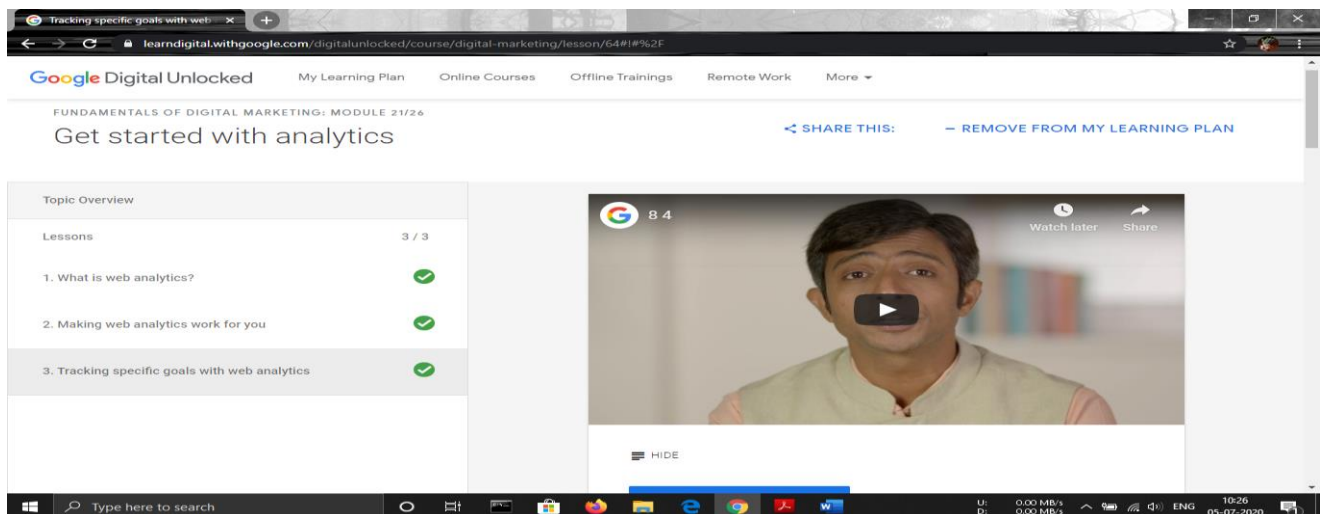 Tracking specific goals with web
learndigital.withgoogle.com/digitalunlocked/course/digital-marketing/lesson/64#!#%2F
Google Digital Unlocked My Learning Plan Online Courses Offline Trainings Remote Work More
FUNDAMENTALS OF DIGITAL MARKETING: MODULE 21/26
Get started with analytics
SHARE THIS: – REMOVE FROM MY LEARNING PLAN
Topic Overview
Lessons 3 / 3
1. What is web analytics?
2. Making web analytics work for you
3. Tracking specific goals with web analytics
8 4
Watch later Share
HIDE
Type here to search
U: 0.00 MB/s
D: 0.00 MB/s
ENG
10:26
05-07-2020